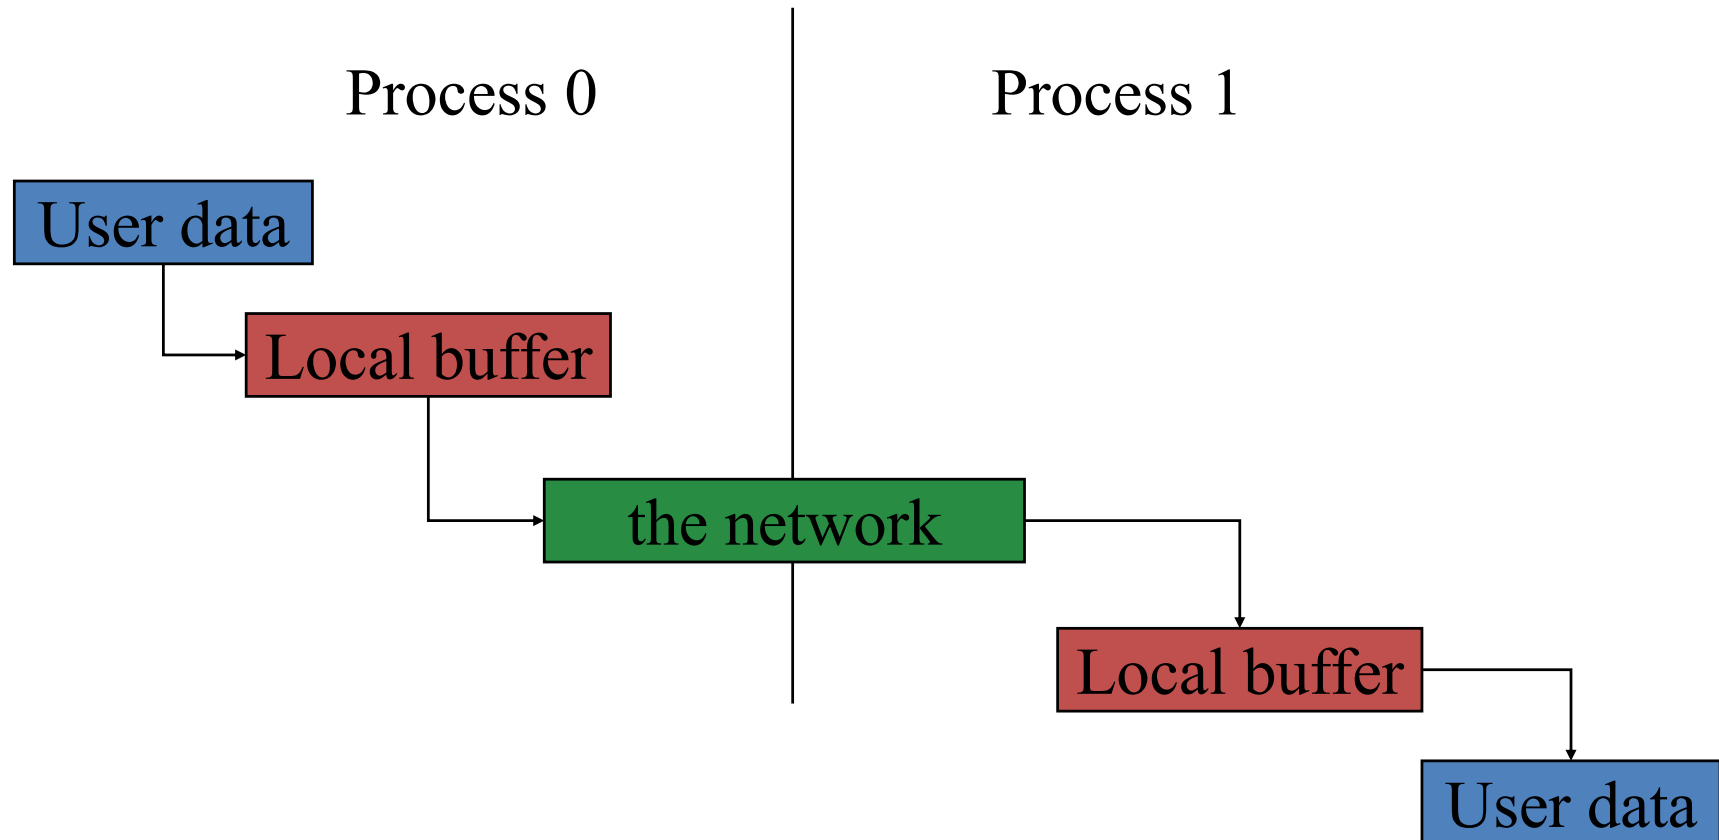 Process 0
Process 1
User data
Local buffer
the network
Local buffer
User data